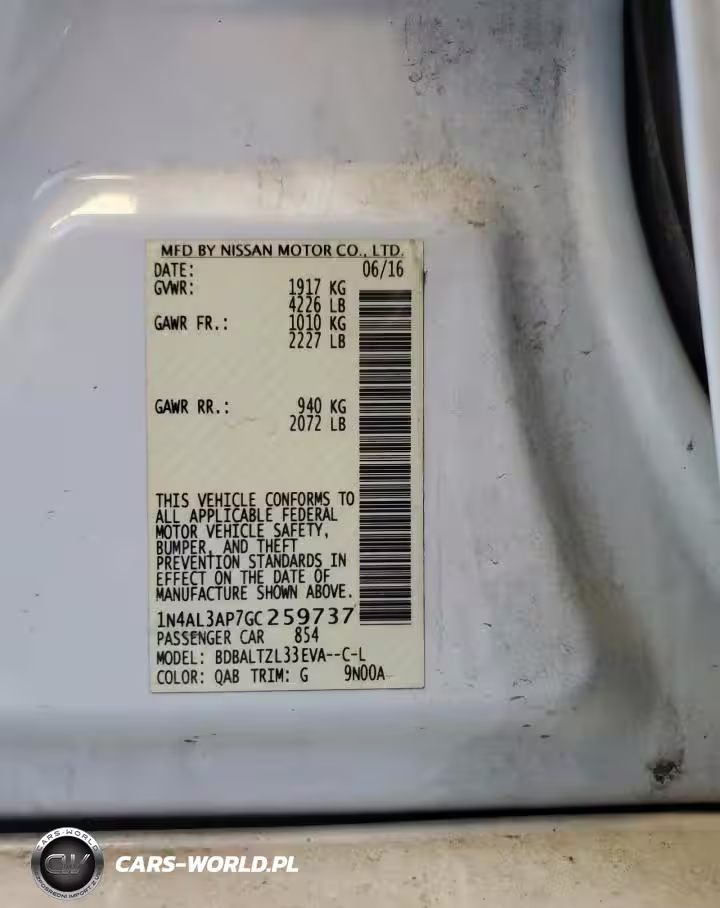 MFD BY NISSAN MOTOR CO., LTD.
DATE: 06/16
GVWR: 1917 KG
4226 LB
GAWR FR.: 1010 KG
2227 LB
GAWR RR.: 940 KG
2072 LB
THIS VEHICLE CONFORMS TO
ALL APPLICABLE FEDERAL
MOTOR VEHICLE SAFETY,
BUMPER, AND THEFT
PREVENTION STANDARDS IN
EFFECT ON THE DATE OF
MANUFACTURE SHOWN ABOVE.
1N4AL3AP7GC259737
PASSENGER CAR 854
MODEL: BDBALTZL33EVA--C-L
COLOR: QAB TRIM: G 9N00A
CARS-WORLD
CW
CARS-WORLD.PL